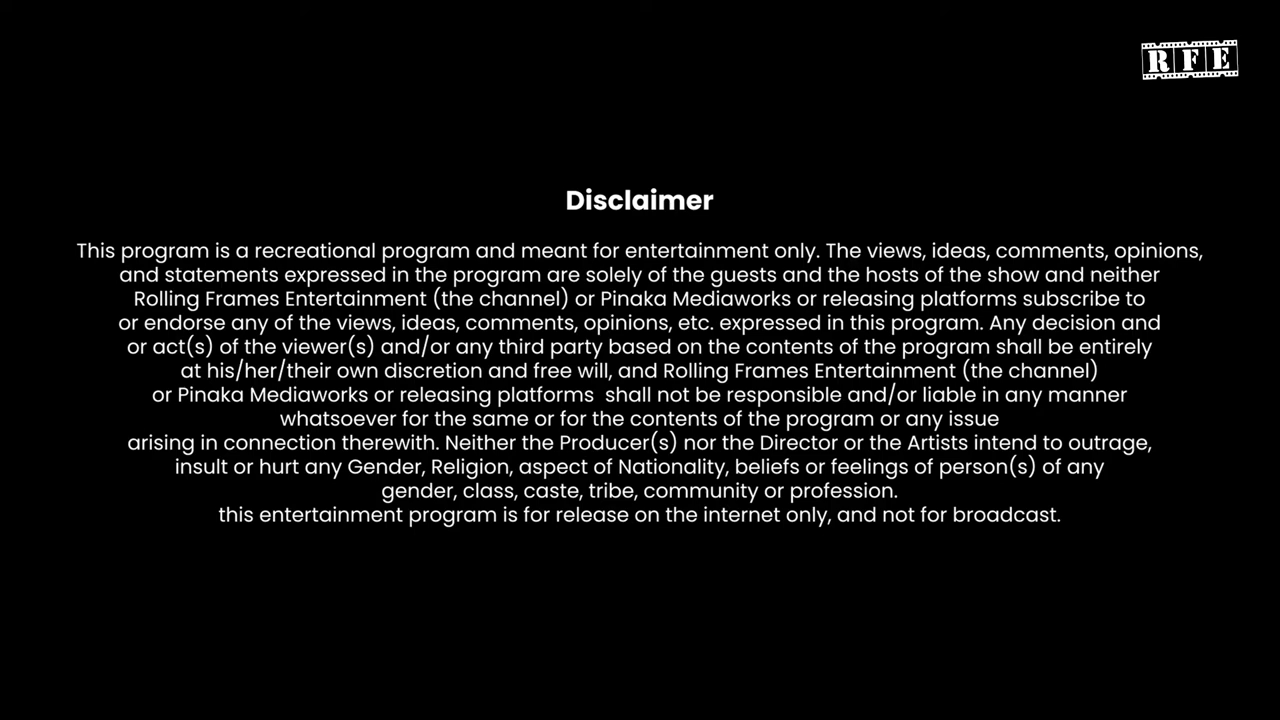 RFE
Disclaimer
This program is a recreational program and meant for entertainment only. The views, ideas, comments, opinions,
and statements expressed in the program are solely of the guests and the hosts of the show and neither
Rolling Frames Entertainment (the channel) or Pinaka Mediaworks or releasing platforms subscribe to
or endorse any of the views, ideas, comments, opinions, etc. expressed in this program. Any decision and
or act(s) of the viewer(s) and/or any third party based on the contents of the program shall be entirely
at his/her/their own discretion and free will, and Rolling Frames Entertainment (the channel)
or Pinaka Mediaworks or releasing platforms  shall not be responsible and/or liable in any manner
whatsoever for the same or for the contents of the program or any issue
arising in connection therewith. Neither the Producer(s) nor the Director or the Artists intend to outrage,
insult or hurt any Gender, Religion, aspect of Nationality, beliefs or feelings of person(s) of any
gender, class, caste, tribe, community or profession.
this entertainment program is for release on the internet only, and not for broadcast.